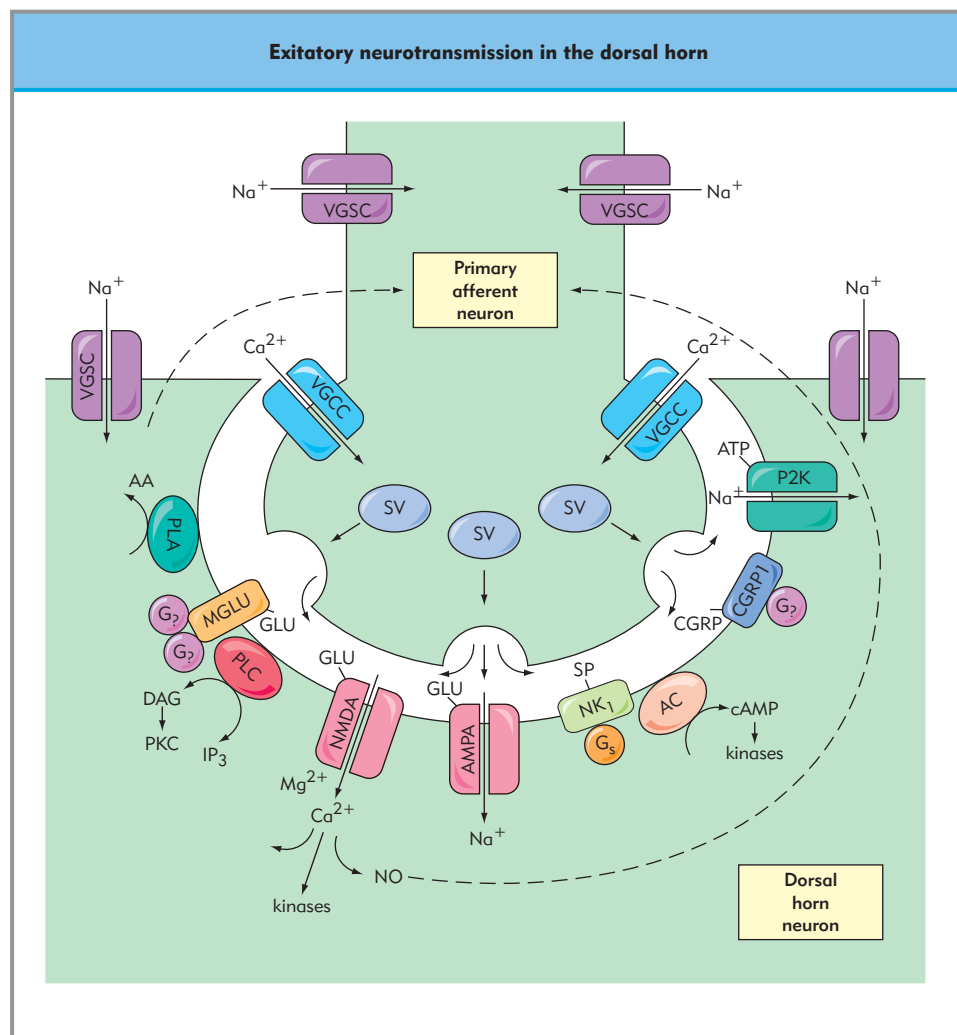 Exitatory neurotransmission in the dorsal horn
Na+
VGSC
VGSC
Na+
Primary
afferent
neuron
Na+
VGSC
Na+
Ca2+
VGCC
Ca2+
VGCC
ATP
P2K
Na+
AA
PLA
SV
SV
SV
CGRP1
G?
CGRP
MGLU
G?
G?
GLU
PLC
DAG
PKC
IP3
GLU
NMDA
Mg2+
Ca2+
kinases
NO
GLU
AMPA
Na+
SP
NK1
Gs
AC
cAMP
kinases
Dorsal
horn
neuron